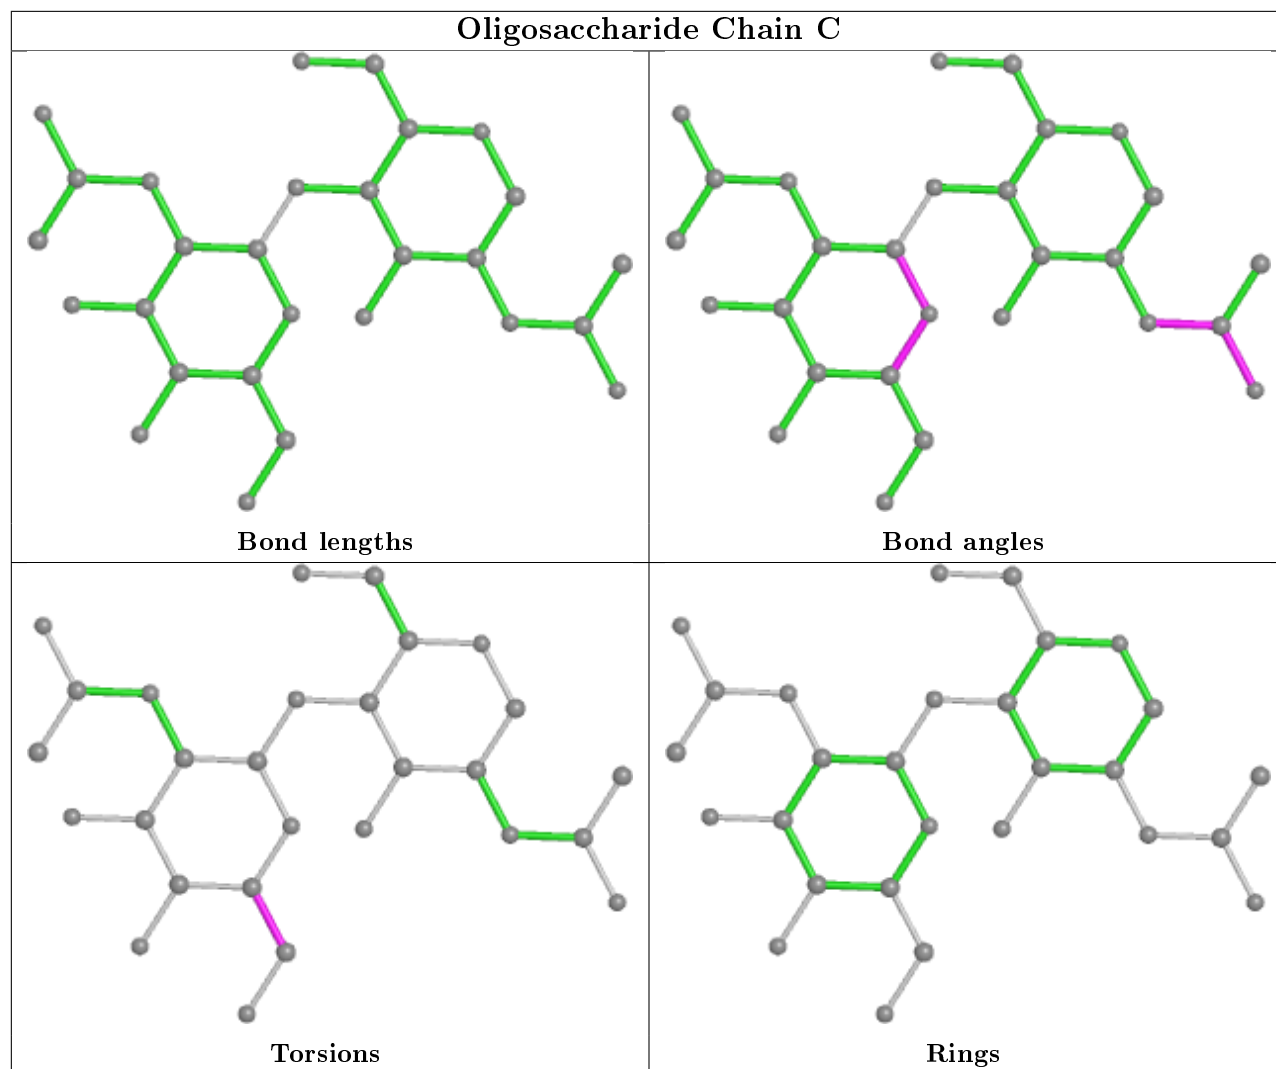 Oligosaccharide Chain C
Bond lengths
Bond angles
Torsions
Rings